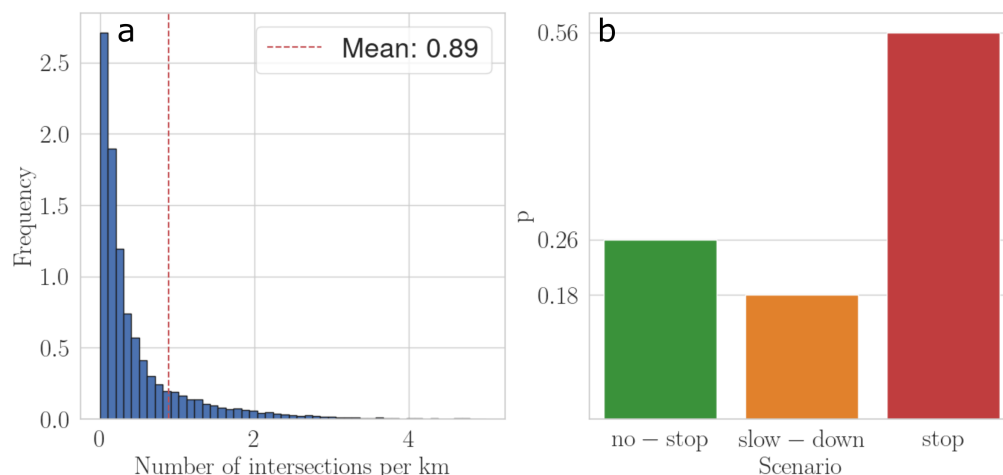 a
Mean: 0.89
Frequency
2.5
2.0
1.5
1.0
0.5
0.0
0 2 4
Number of intersections per km
b
p
0.56
0.26
0.18
no − stop slow − down stop
Scenario